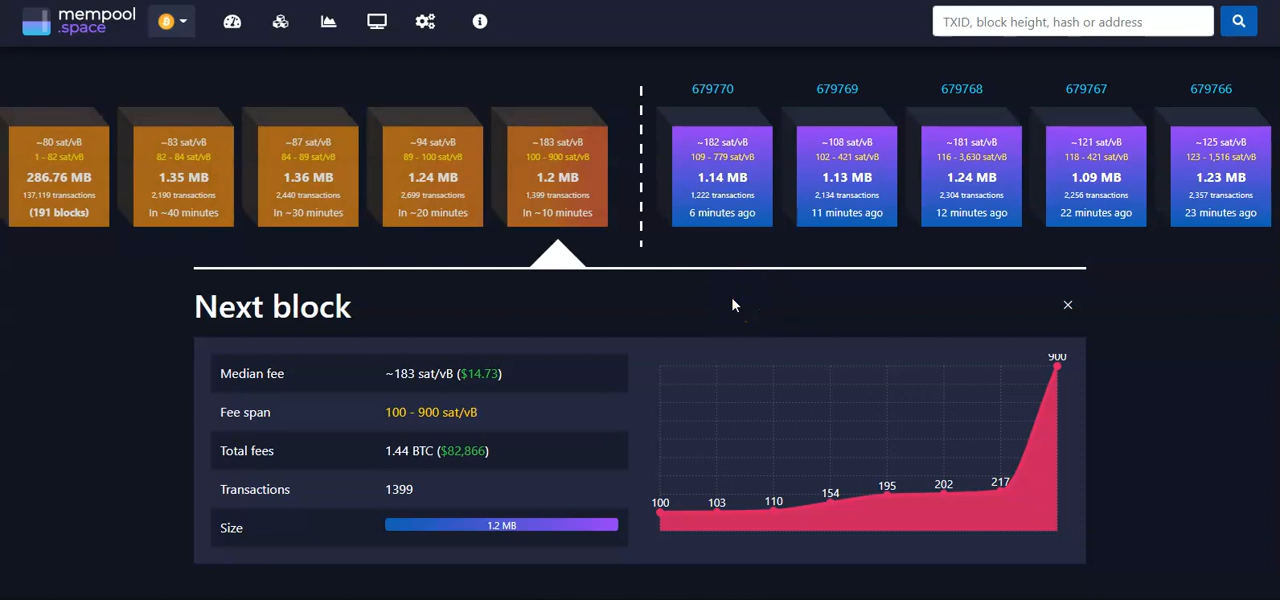 mempool
.space
TXID, block height, hash or address
679770
679769
679768
679767
679766
~80 sat/vB
1 - 82 sat/vB
286.76 MB
137,119 transactions
(191 blocks)
~83 sat/vB
82 - 84 sat/vB
1.35 MB
2,190 transactions
In ~40 minutes
~87 sat/vB
84 - 89 sat/vB
1.36 MB
2,440 transactions
In ~30 minutes
~94 sat/vB
89 - 100 sat/vB
1.24 MB
2,699 transactions
In ~20 minutes
~183 sat/vB
100 - 900 sat/vB
1.2 MB
1,399 transactions
In ~10 minutes
~182 sat/vB
109 - 779 sat/vB
1.14 MB
1,222 transactions
6 minutes ago
~108 sat/vB
102 - 421 sat/vB
1.13 MB
2,134 transactions
11 minutes ago
~181 sat/vB
116 - 3,630 sat/vB
1.24 MB
2,304 transactions
12 minutes ago
~121 sat/vB
118 - 421 sat/vB
1.09 MB
2,256 transactions
22 minutes ago
~125 sat/vB
123 - 1,516 sat/vB
1.23 MB
2,357 transactions
23 minutes ago
Next block
×
Median fee ~183 sat/vB ($14.73)
Fee span 100 - 900 sat/vB
Total fees 1.44 BTC ($82,866)
Transactions 1399
Size 1.2 MB
100 103 110 154 195 202 217 900